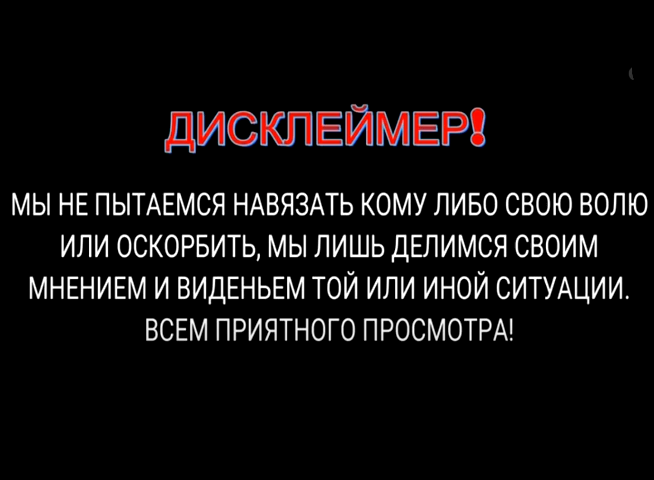 ДИСКЛЕЙМЕР!
МЫ НЕ ПЫТАЕМСЯ НАВЯЗАТЬ КОМУ ЛИБО СВОЮ ВОЛЮ
ИЛИ ОСКОРБИТЬ, МЫ ЛИШЬ ДЕЛИМСЯ СВОИМ
МНЕНИЕМ И ВИДЕНЬЕМ ТОЙ ИЛИ ИНОЙ СИТУАЦИИ.
ВСЕМ ПРИЯТНОГО ПРОСМОТРА!